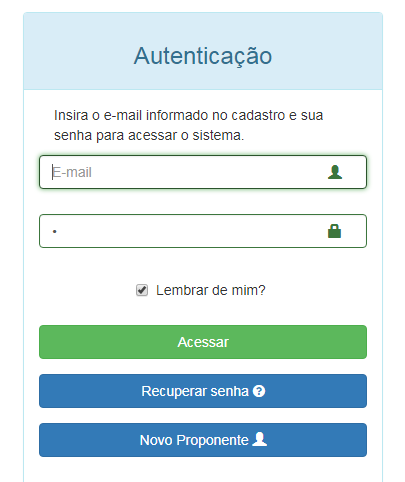 Autenticação
Insira o e-mail informado no cadastro e sua
senha para acessar o sistema.
E-mail
•
Lembrar de mim?
Acessar
Recuperar senha ?
Novo Proponente